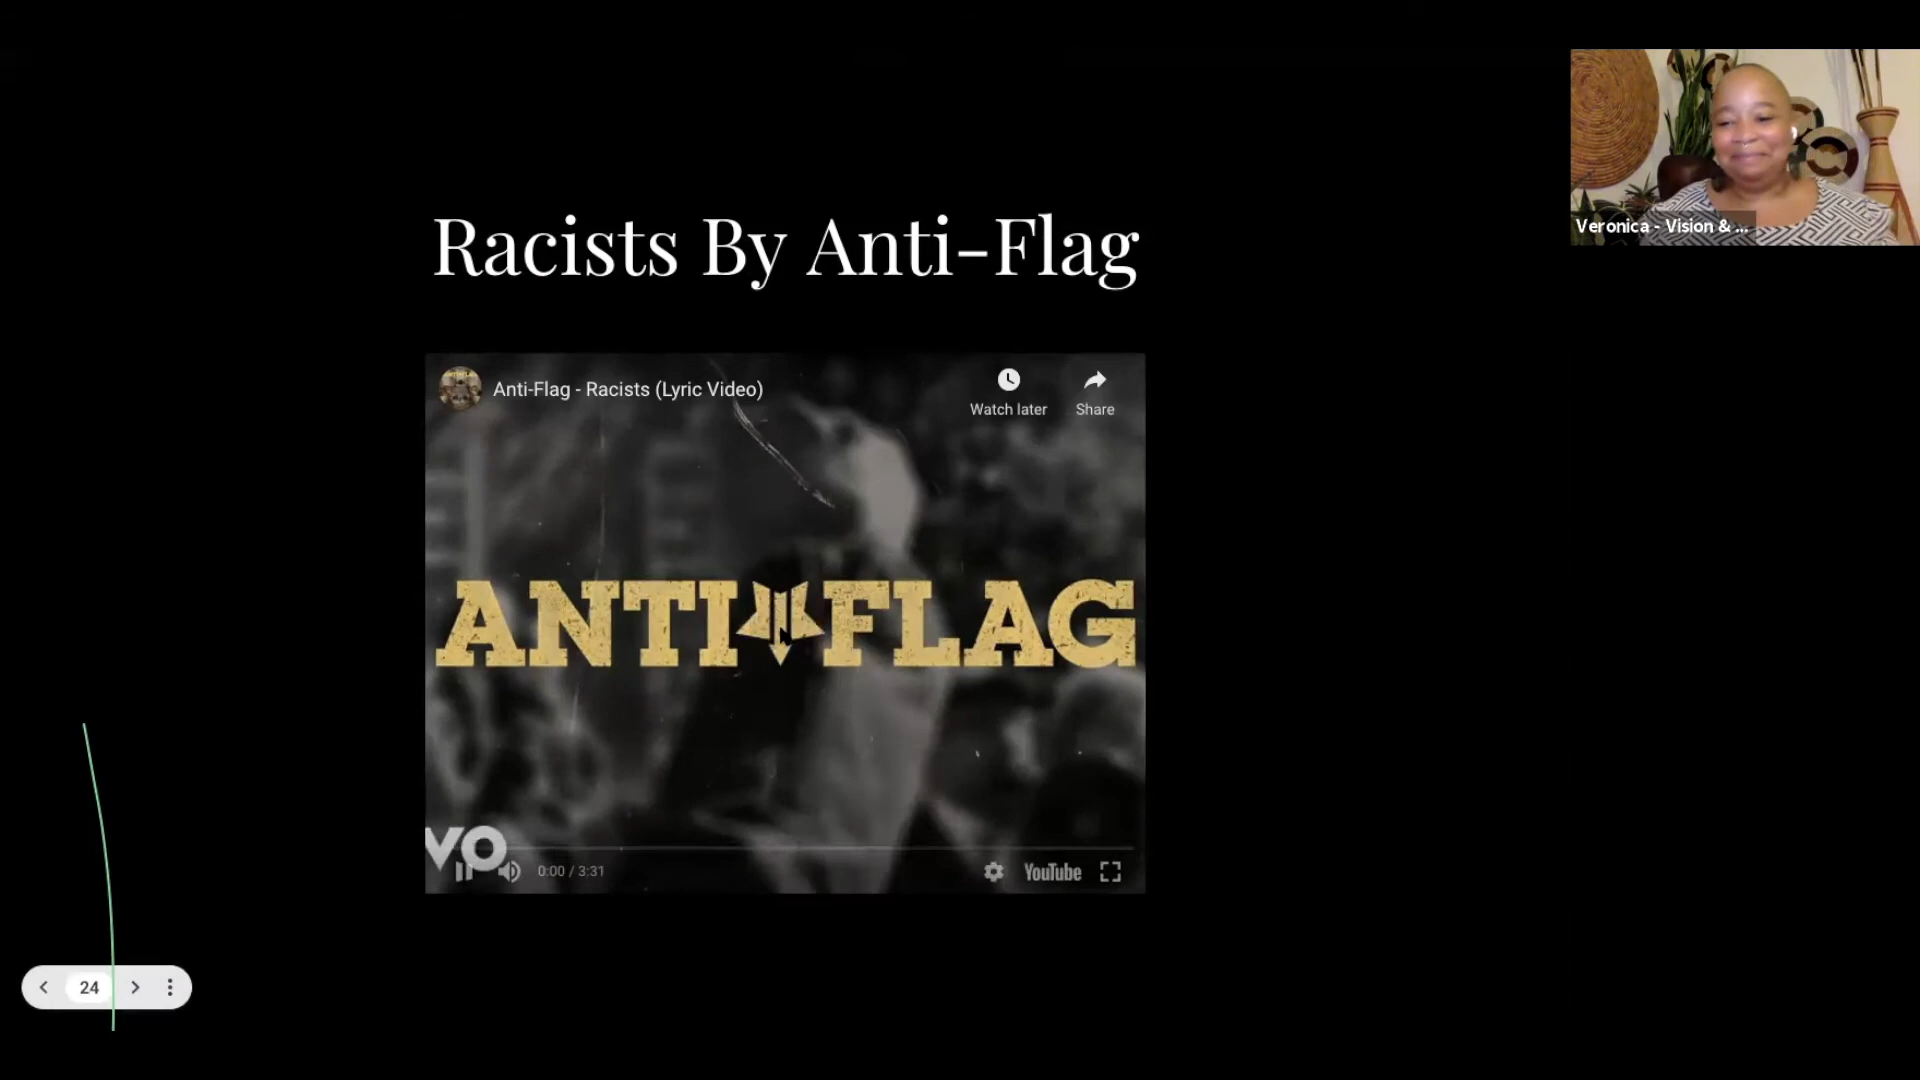 Veronica - Vision & ...
Racists By Anti-Flag
Anti-Flag - Racists (Lyric Video)
Watch later
Share
ANTI FLAG
vo
0:00 / 3:31
YouTube
24